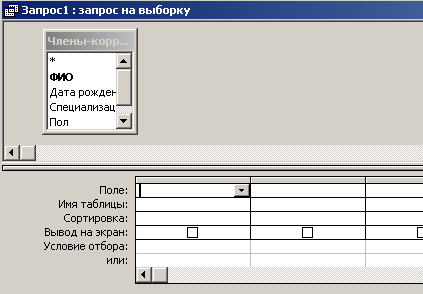 Запрос1 : запрос на выборку
Члены-корр...
*
ФИО
Дата рожден
Специализац
Пол
Поле:
Имя таблицы:
Сортировка:
Вывод на экран:
Условие отбора:
или: